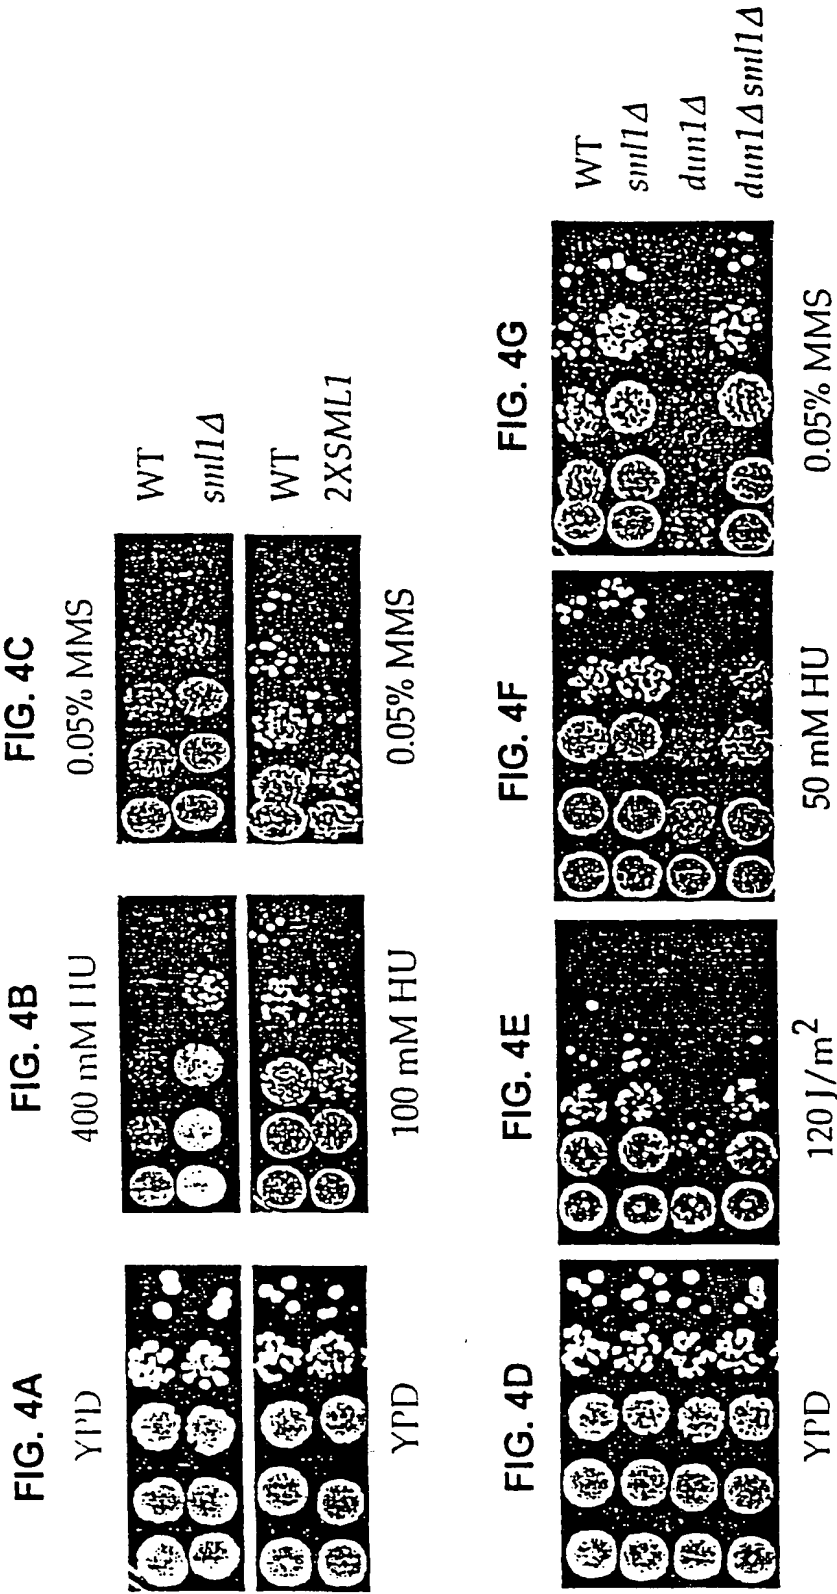 FIG. 4A
YPD
YPD
FIG. 4B
400 mM HU
100 mM HU
FIG. 4C
0.05% MMS
WT
sml1Δ
WT
2XSML1
0.05% MMS
FIG. 4D
YPD
FIG. 4E
120 J/m²
FIG. 4F
50 mM HU
FIG. 4G
WT
sml1Δ
dun1Δ
dun1Δsml1Δ
0.05% MMS